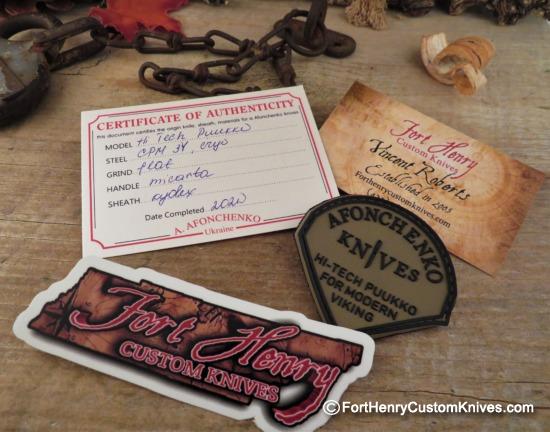 CERTIFICATE OF AUTHENTICITY
This document certifies the origin knife, sheath, materials for a Afonchenko knives
MODEL Hi Tech Puukko
STEEL CPM 3V, cryo
GRIND flat
HANDLE micarta
SHEATH kydex
Date Completed 2020
A. AFONCHENKO
Ukraine
Fort Henry
Custom Knives
Vincent Roberts
Established in 2005
Forthenrycustomknives.com
AFONCHENKO
KNIVES
HI-TECH PUUKKO
FOR MODERN
VIKING
Fort Henry
CUSTOM KNIVES
©FortHenryCustomKnives.com